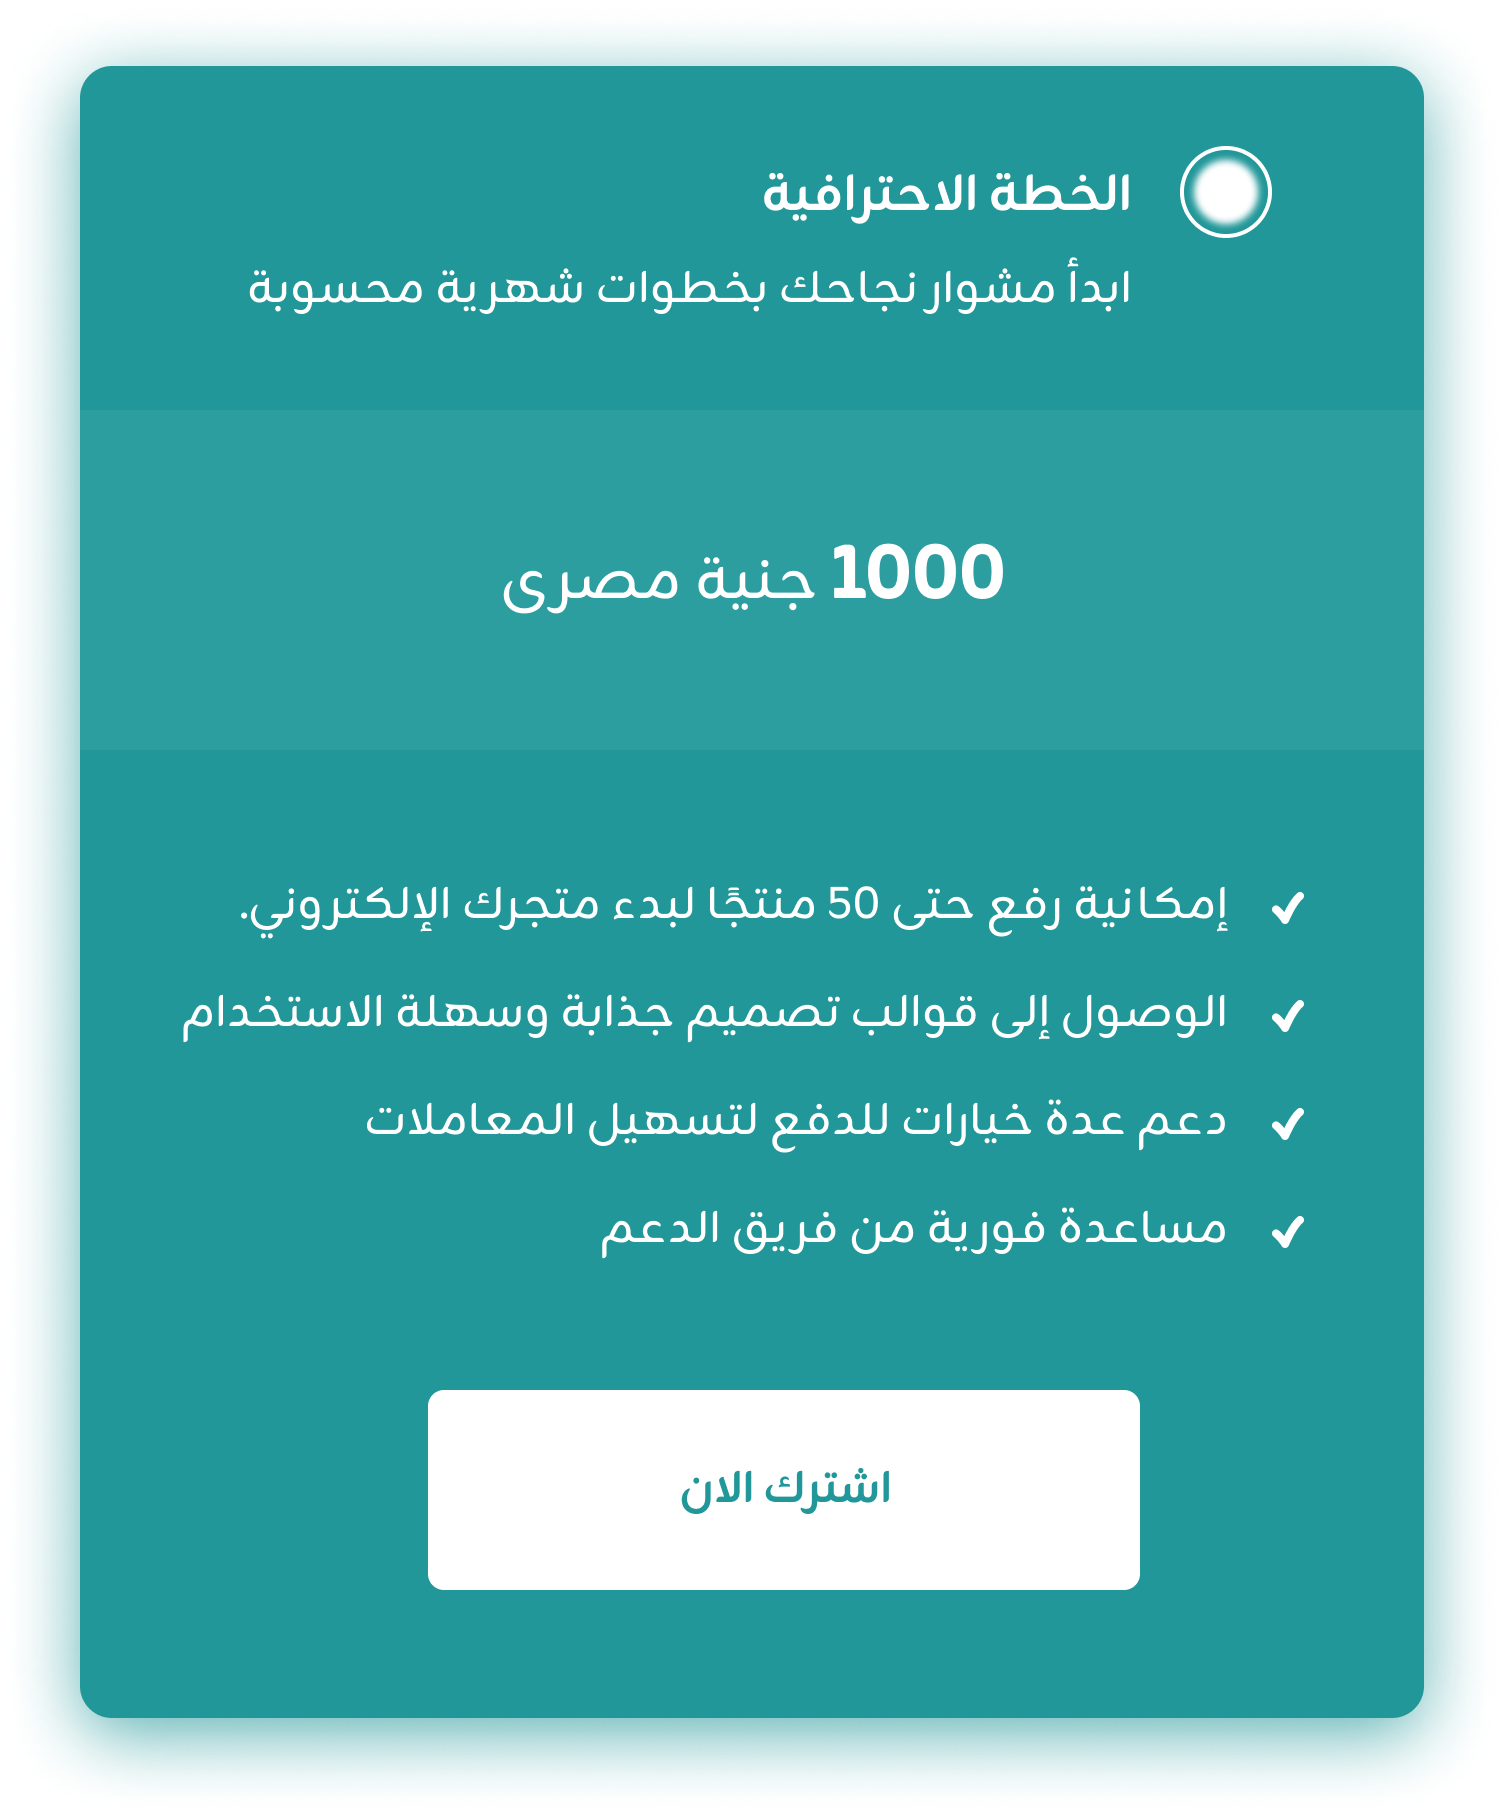 الخطة الاحترافية
ابدأ مشوار نجاحك بخطوات شهرية محسوبة
1000 جنية مصرى
إمكانية رفع حتى 50 منتجًا لبدء متجرك الإلكتروني.
الوصول إلى قوالب تصميم جذابة وسهلة الاستخدام
دعم عدة خيارات للدفع لتسهيل المعاملات
مساعدة فورية من فريق الدعم
اشترك الان